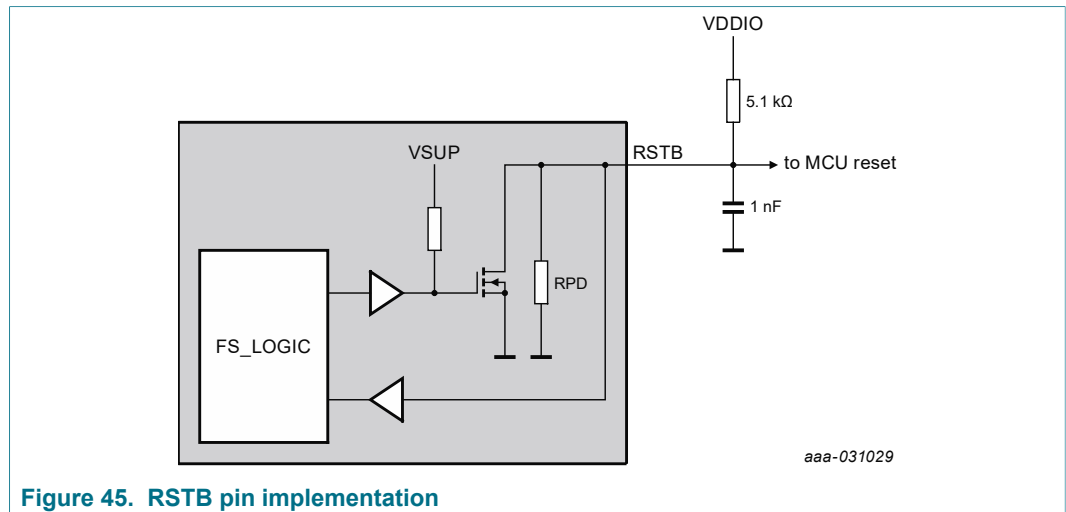 VDDIO
5.1 kΩ
VSUP
RSTB
to MCU reset
1 nF
RPD
FS_LOGIC
aaa-031029
Figure 45. RSTB pin implementation